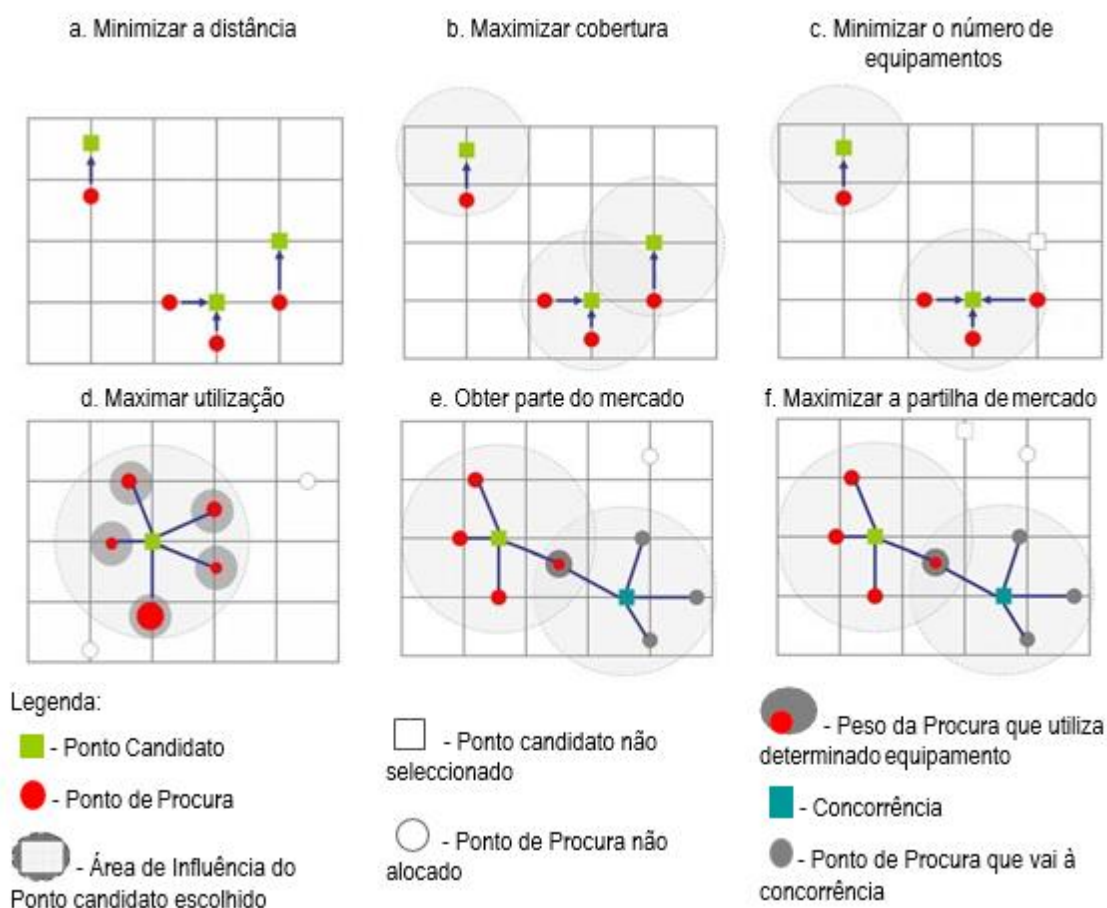 a. Minimizar a distância
b. Maximizar cobertura
c. Minimizar o número de
equipamentos
d. Maximar utilização
e. Obter parte do mercado
f. Maximizar a partilha de mercado
Legenda:
- Ponto Candidato
- Ponto de Procura
- Área de Influência do
Ponto candidato escolhido
- Ponto candidato não
seleccionado
- Ponto de Procura não
alocado
- Peso da Procura que utiliza
determinado equipamento
- Concorrência
- Ponto de Procura que vai à
concorrência